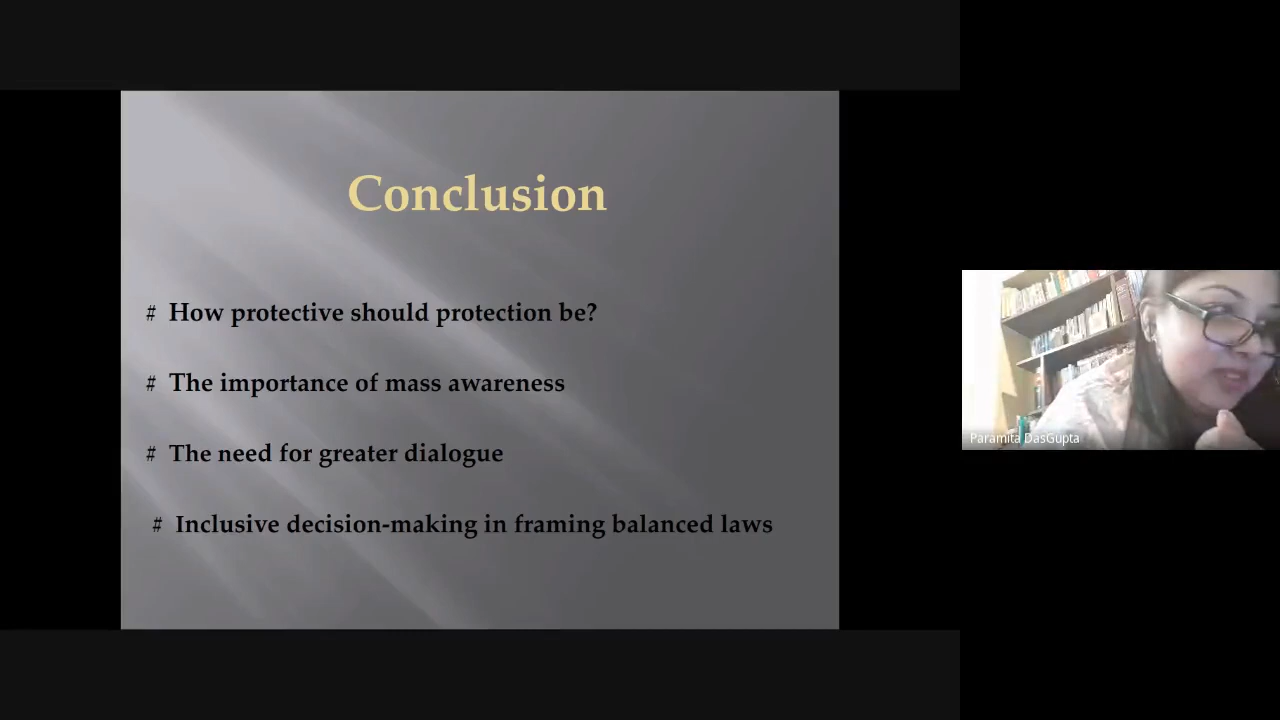 Conclusion
# How protective should protection be?
# The importance of mass awareness
# The need for greater dialogue
# Inclusive decision-making in framing balanced laws
Paramita DasGupta